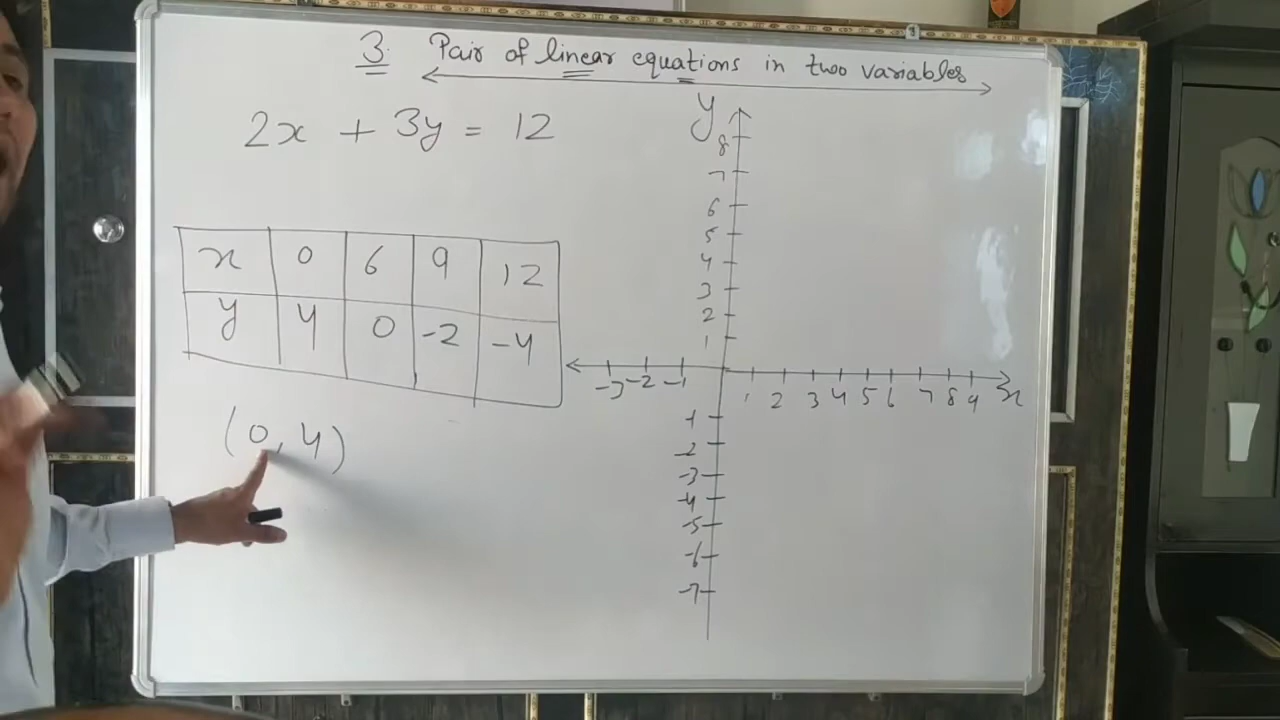 3. Pair of linear equations in two variables
2x + 3y = 12
x 0 6 9 12
y 4 0 -2 -4
(0, 4)
y
8
7
6
5
4
3
2
1
-3 -2 -1 1 2 3 4 5 6 7 8 9 x
-1
-2
-3
-4
-5
-6
-7